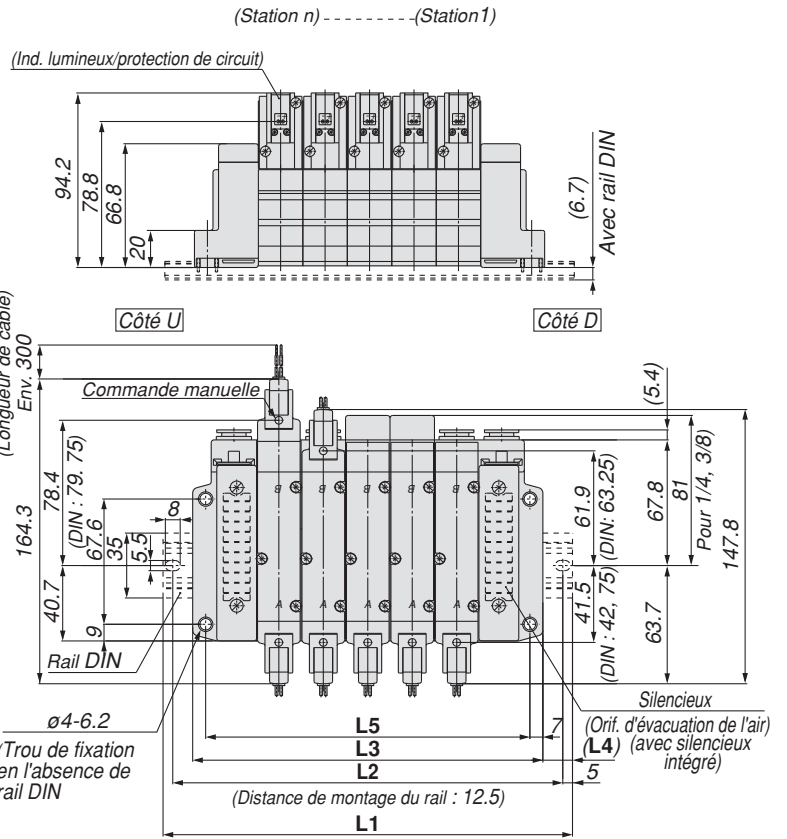 (Station n) (Station1)
(Ind. lumineux/protection de circuit)
94.2
78.8
66.8
20
(6.7)
Avec rail DIN
Côté U
Côté D
(Longueur de câble)
Env. 300
Commande manuelle
(5.4)
164.3
78.4
(DIN : 79. 75)
67.6
35
5.5
8
40.7
9
61.9
(DIN: 63.25)
67.8
81
Pour 1/4, 3/8)
147.8
41.5
(DIN : 42, 75)
63.7
B B B B B
A A A A A
Rail DIN
ø4-6.2
(Trou de fixation
en l'absence de
rail DIN
Silencieux
(Orif. d'évacuation de l'air)
(avec silencieux
intégré)
L5
7
L3
(L4)
L2
5
(Distance de montage du rail : 12.5)
L1